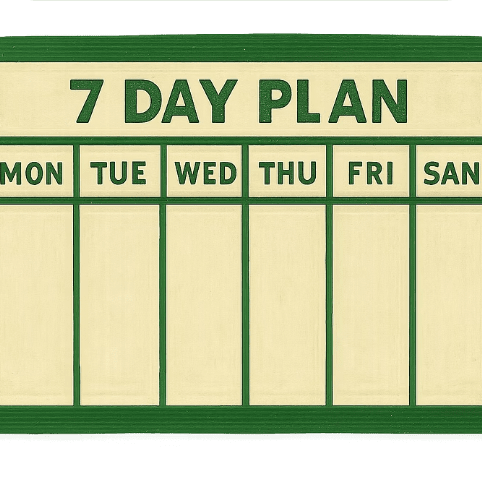 7 DAY PLAN
MON TUE WED THU FRI SAN